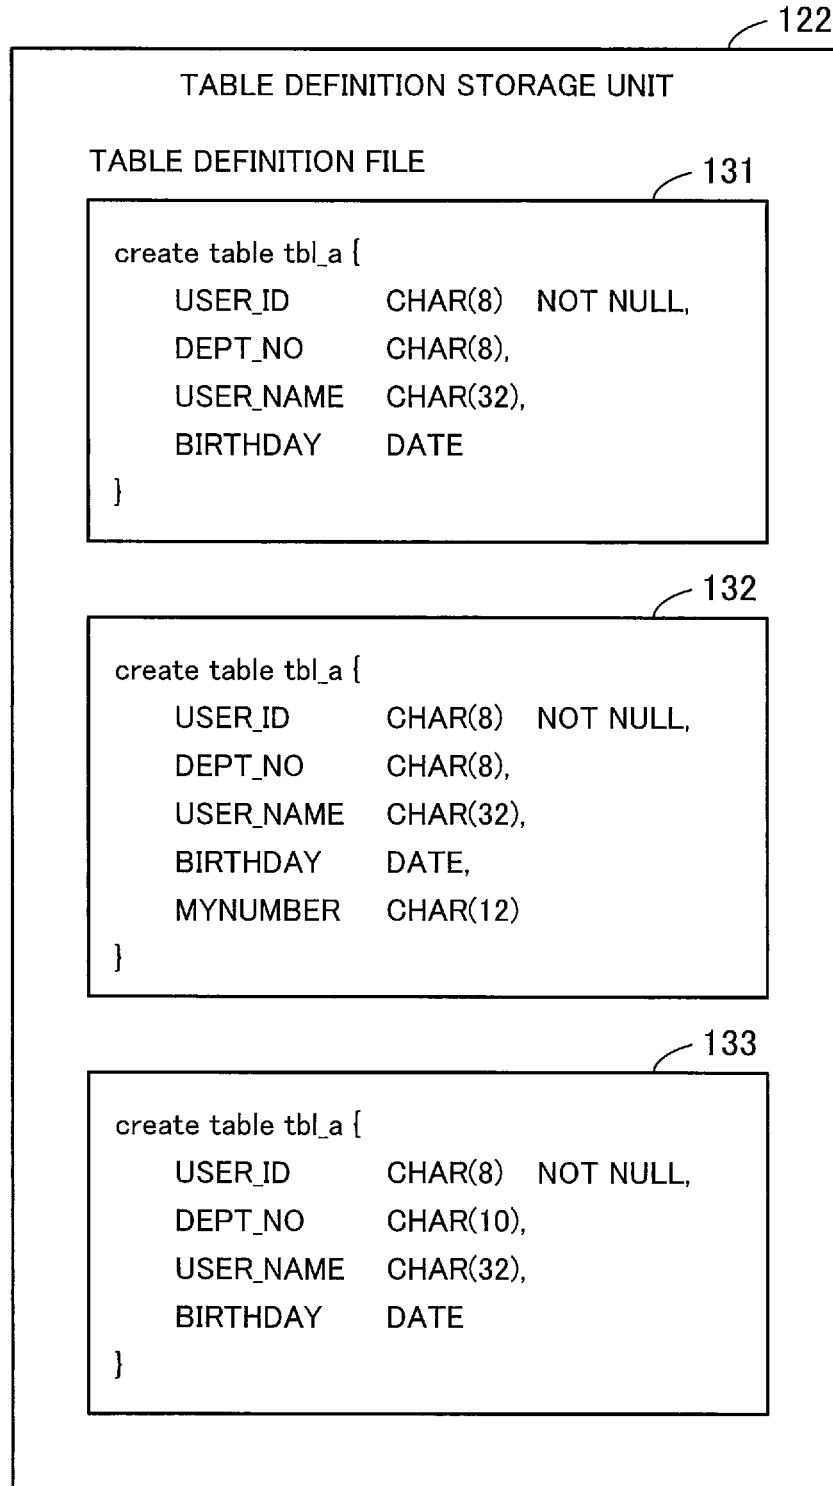 122
TABLE DEFINITION STORAGE UNIT
TABLE DEFINITION FILE
131
create table tbl_a {
USER_ID CHAR(8) NOT NULL,
DEPT_NO CHAR(8),
USER_NAME CHAR(32),
BIRTHDAY DATE
}
132
create table tbl_a {
USER_ID CHAR(8) NOT NULL,
DEPT_NO CHAR(8),
USER_NAME CHAR(32),
BIRTHDAY DATE,
MYNUMBER CHAR(12)
}
133
create table tbl_a {
USER_ID CHAR(8) NOT NULL,
DEPT_NO CHAR(10),
USER_NAME CHAR(32),
BIRTHDAY DATE
}